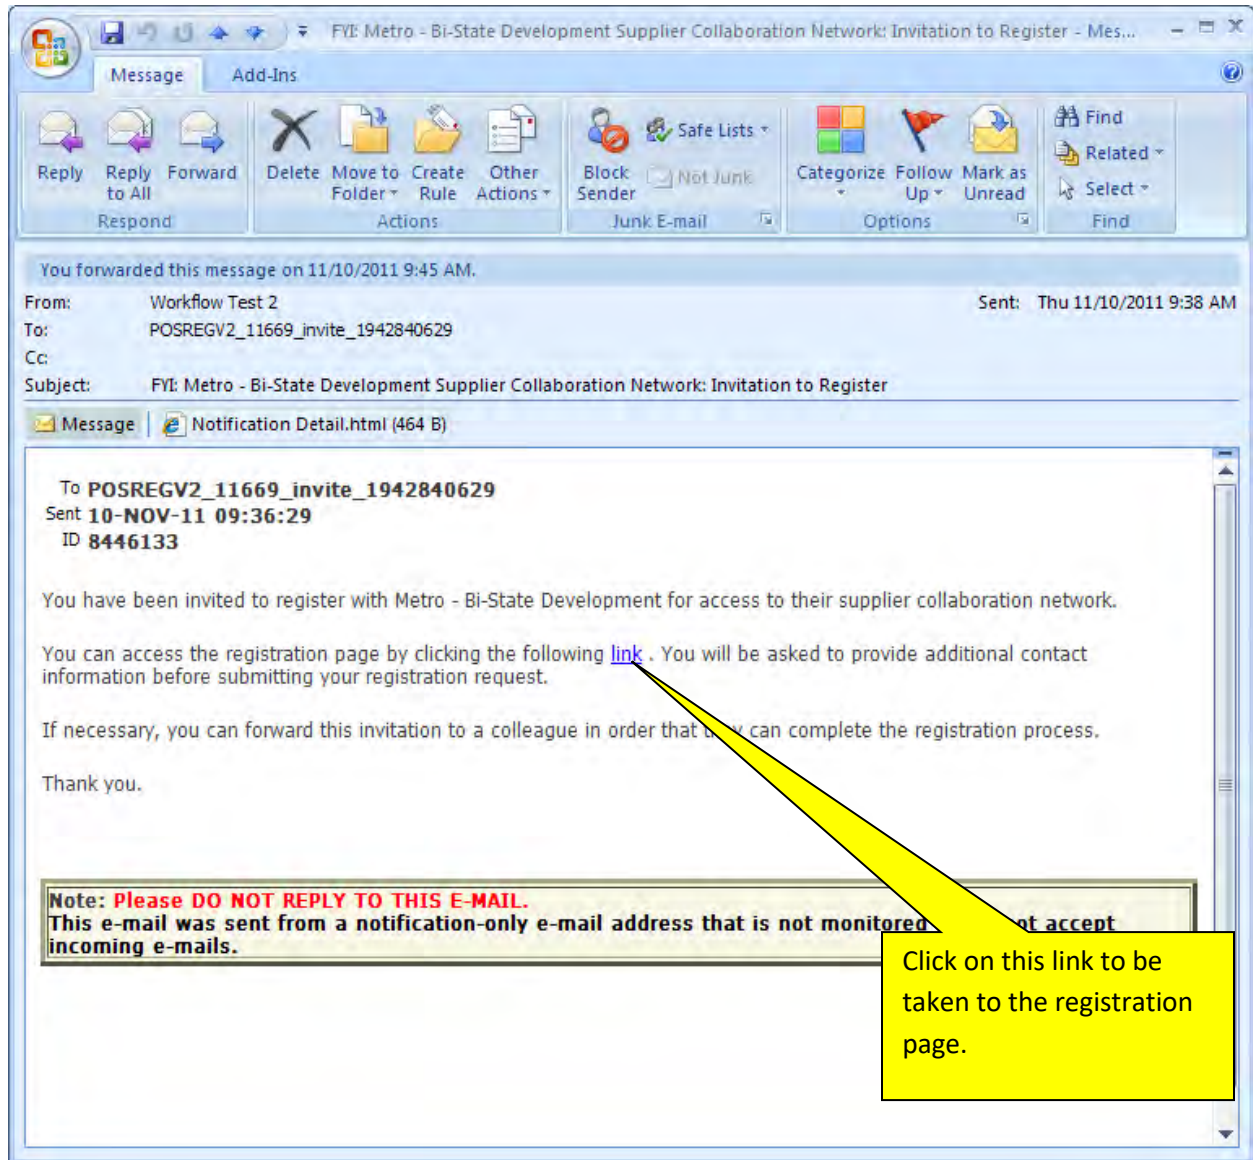 FYI: Metro - Bi-State Development Supplier Collaboration Network: Invitation to Register - Mes...
Message Add-Ins
Reply Reply to All Forward Delete Move to Folder Create Rule Other Actions Block Sender Safe Lists Not Junk Categorize Follow Up Mark as Unread Find Related Select
Respond Actions Junk E-mail Options Find
You forwarded this message on 11/10/2011 9:45 AM.
From: Workflow Test 2 Sent: Thu 11/10/2011 9:38 AM
To: POSREGV2_11669_invite_1942840629
Cc:
Subject: FYI: Metro - Bi-State Development Supplier Collaboration Network: Invitation to Register
Message Notification Detail.html (464 B)
To POSREGV2_11669_invite_1942840629
Sent 10-NOV-11 09:36:29
ID 8446133
You have been invited to register with Metro - Bi-State Development for access to their supplier collaboration network.
You can access the registration page by clicking the following link . You will be asked to provide additional contact
information before submitting your registration request.
If necessary, you can forward this invitation to a colleague in order that they can complete the registration process.
Thank you.
Note: Please DO NOT REPLY TO THIS E-MAIL.
This e-mail was sent from a notification-only e-mail address that is not monitored accept
incoming e-mails.
Click on this link to be
taken to the registration
page.